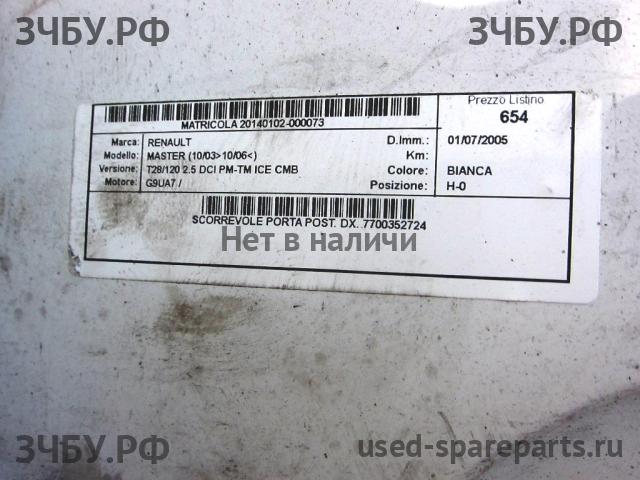 ЗЧБУ.РФ ЗЧБУ.РФ
Prezzo Listino
654
MATRICOLA 20140102-000073
Marca: RENAULT D.Imm.: 01/07/2005
Modello: MASTER (10/03>10/06<) Km:
Versione: T28/120 2.5 DCI PM-TM ICE CMB Colore: BIANCA
Motore: G9UA7 / Posizione: H-0
SCORREVOLE PORTA POST. DX..7700352724
Нет в наличи
ЗЧБУ.РФ used-spareparts.ru